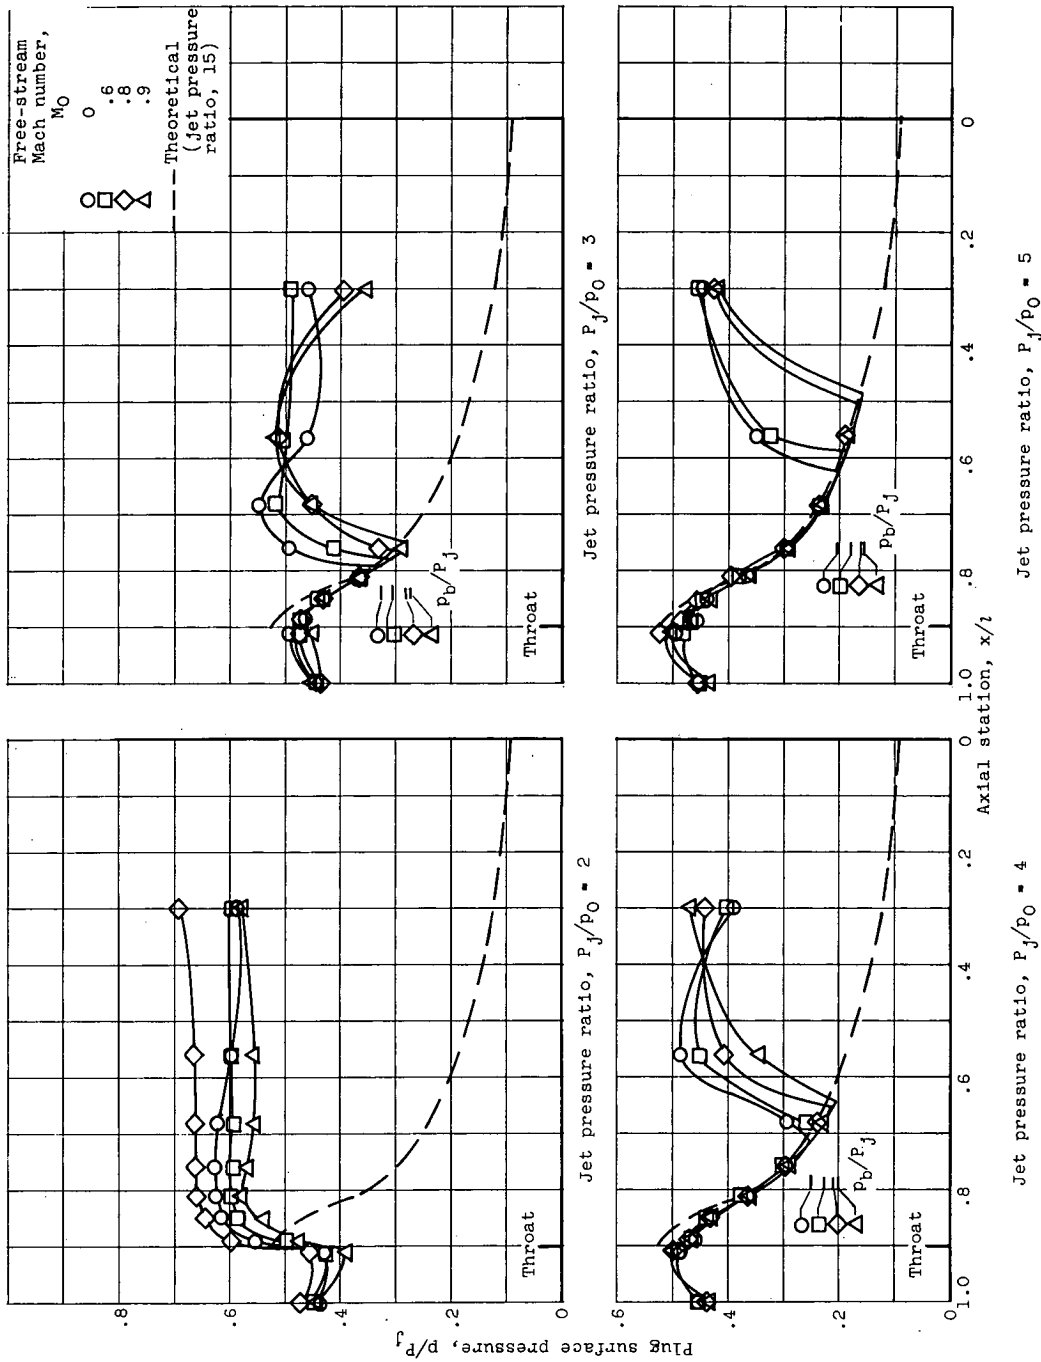 Free-stream
Mach number,
M0
0
.6
.8
.9
Theoretical
(jet pressure
ratio, 15)
Plug surface pressure, p/Pj
.8
.6
.4
.2
0
Throat
Jet pressure ratio, Pj/p0 = 2
pb/Pj
Throat
Jet pressure ratio, Pj/p0 = 3
.6
.4
.2
0
pb/Pj
Throat
1.0
.8
.6
.4
.2
0
Jet pressure ratio, Pj/p0 = 4
pb/Pj
Throat
1.0
.8
.6
.4
.2
0
Jet pressure ratio, Pj/p0 = 5
Axial station, x/l